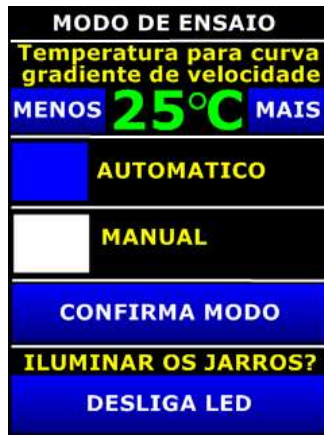 MODO DE ENSAIO
Temperatura para curva
gradiente de velocidade
MENOS 25°C MAIS
AUTOMATICO
MANUAL
CONFIRMA MODO
ILUMINAR OS JARROS?
DESLIGA LED